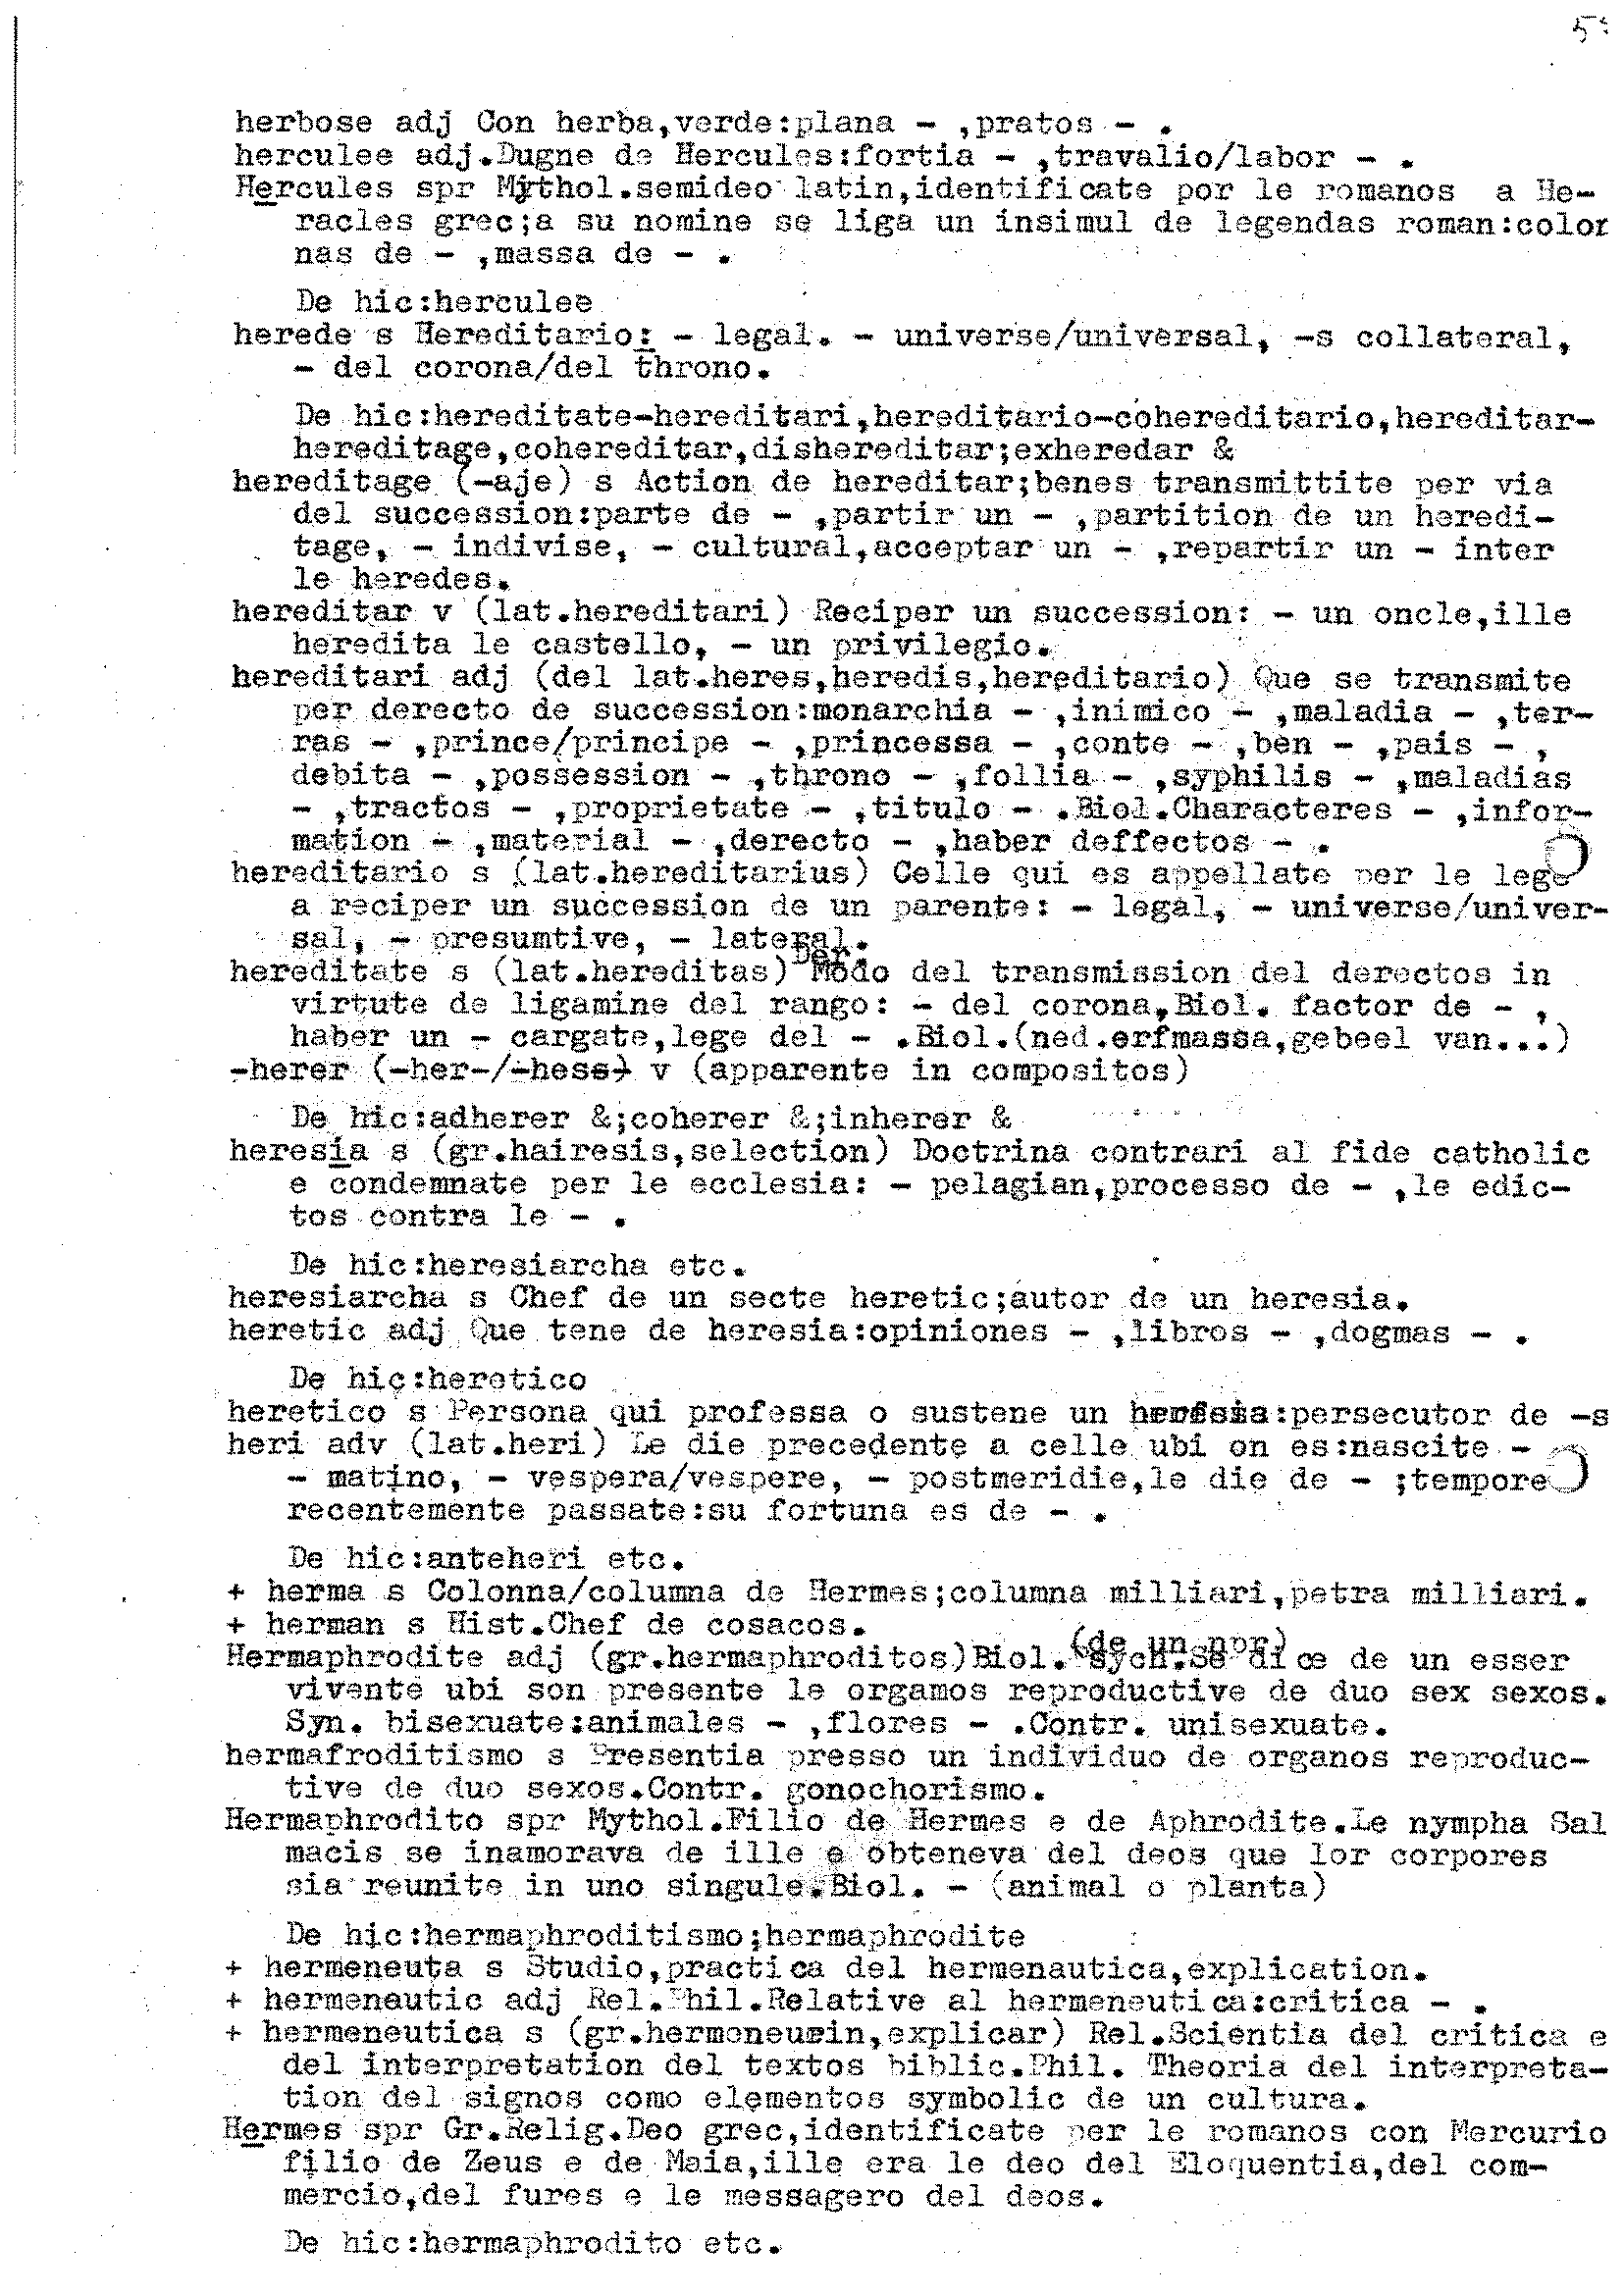 herbose adj Con herba,verde:plana - ,pratos - .
herculee adj.Dugne de Hercules:fortia - ,travalio/labor - .
Hercules spr Mythol.semideo latin,identificate por le romanos a He-
racles grec;a su nomine se liga un insimul de legendas roman:color
nas de - ,massa de - .
De hic:herculee
herede s Hereditario: - legal. - universe/universal, -s collateral,
- del corona/del throno.
De hic:hereditate-hereditari,hereditario-cohereditario,hereditar-
hereditage,cohereditar,dishereditar;exheredar &
hereditage (-aje) s Action de hereditar;benes transmittite per via
del succession:parte de - ,partir un - ,partition de un heredi-
tage, - indivise, - cultural,acceptar un - ,repartir un - inter
le heredes.
hereditar v (lat.hereditari) Reciper un succession: - un oncle,ille
heredita le castello, - un privilegio.
hereditari adj (del lat.heres,heredis,hereditario) Que se transmite
per derecto de succession:monarchia - ,inimico - ,maladia - ,ter-
ras - ,prince/principe - ,princessa - ,conte - ,ben - ,pais - ,
debita - ,possession - ,throno - ,follia - ,syphilis - ,maladias
- ,tractos - ,proprietate - ,titulo - .Biol.Characteres - ,infor-
mation - ,material - ,derecto - ,haber deffectos - .
hereditario s (lat.hereditarius) Celle qui es appellate per le lege
a reciper un succession de un parente: - legal, - universe/univer-
sal, - presumtive, - lateral.
hereditate s (lat.hereditas) Der. Modo del transmission del derectos in
virtute de ligamine del rango: - del corona,Biol. factor de - ,
haber un - cargate,lege del - .Biol.(ned.erfmassa,gebeel van...)
-herer (-her-/-hess) v (apparente in compositos)
De hic:adherer &;coherer &;inherer &
heresia s (gr.hairesis,selection) Doctrina contrari al fide catholic
e condemnate per le ecclesia: - pelagian,processo de - ,le edic-
tos contra le - .
De hic:heresiarcha etc.
heresiarcha s Chef de un secte heretic;autor de un heresia.
heretic adj Que tene de heresia:opiniones - ,libros - ,dogmas - .
De hic:heretico
heretico s Persona qui professa o sustene un heresia:persecutor de -s
heri adv (lat.heri) Le die precedente a celle ubi on es:nascite -
- matino, - vespera/vespere, - postmeridie,le die de - ;tempore
recentemente passate:su fortuna es de - .
De hic:anteheri etc.
+ herma s Colonna/columna de Hermes;columna milliari,petra milliari.
+ herman s Hist.Chef de cosacos.
Hermaphrodite adj (gr.hermaphroditos)Biol. (de un nor) Psych.Se dice de un esser
vivente ubi son presente le orgamos reproductive de duo sex sexos.
Syn. bisexuate:animales - ,flores - .Contr. unisexuate.
hermafroditismo s Presentia presso un individuo de organos reproduc-
tive de duo sexos.Contr. gonochorismo.
Hermaphrodito spr Mythol.Filio de Hermes e de Aphrodite.Le nympha Sal
macis se inamorava de ille e obteneva del deos que lor corpores
sia reunite in uno singule.Biol. - (animal o planta)
De hic:hermaphroditismo;hermaphrodite
+ hermeneuta s Studio,practica del hermenautica,explication.
+ hermeneutic adj Rel.Phil.Relative al hermeneutica:critica - .
+ hermeneutica s (gr.hermoneuein,explicar) Rel.Scientia del critica e
del interpretation del textos biblic.Phil. Theoria del interpreta-
tion del signos como elementos symbolic de un cultura.
Hermes spr Gr.Relig.Deo grec,identificate per le romanos con Mercurio
filio de Zeus e de Maia,ille era le deo del Eloquentia,del com-
mercio,del fures e le messagero del deos.
De hic:hermaphrodito etc.